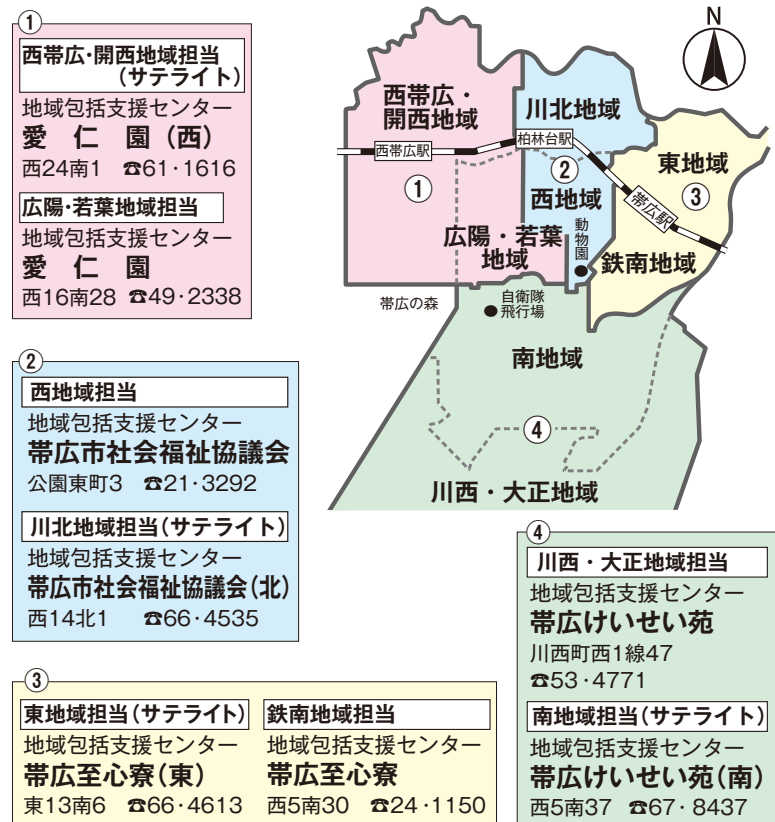 ①
西帯広・開西地域担当
(サテライト)
地域包括支援センター
愛 仁 園(西)
西24南1 ☎61・1616
広陽・若葉地域担当
地域包括支援センター
愛 仁 園
西16南28 ☎49・2338
N
西帯広・
開西地域
川北地域
西帯広駅
柏林台駅
①
②
東地域
③
西地域
帯広駅
広陽・若葉
地域
動物園
鉄南地域
帯広の森
自衛隊
飛行場
南地域
④
川西・大正地域
②
西地域担当
地域包括支援センター
帯広市社会福祉協議会
公園東町3 ☎21・3292
川北地域担当(サテライト)
地域包括支援センター
帯広市社会福祉協議会(北)
西14北1 ☎66・4535
③
東地域担当(サテライト)
地域包括支援センター
帯広至心寮(東)
東13南6 ☎66・4613
鉄南地域担当
地域包括支援センター
帯広至心寮
西5南30 ☎24・1150
④
川西・大正地域担当
地域包括支援センター
帯広けいせい苑
川西町西1線47
☎53・4771
南地域担当(サテライト)
地域包括支援センター
帯広けいせい苑(南)
西5南37 ☎67・8437